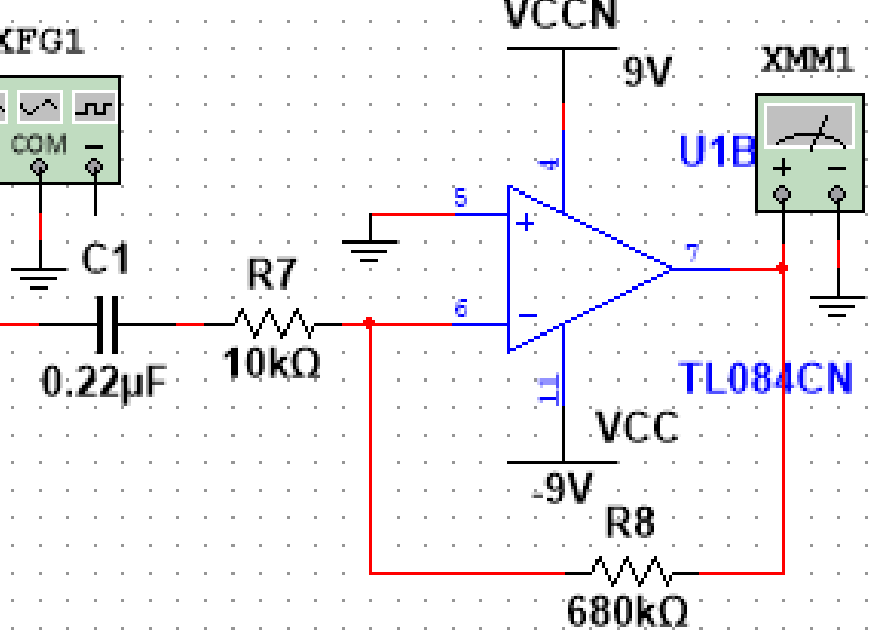 VCCN
XFG1
9V
XMM1
COM
4
U1B
5
C1
R7
7
6
10kΩ
0.22µF
11
TL084CN
VCC
-9V
R8
680kΩ